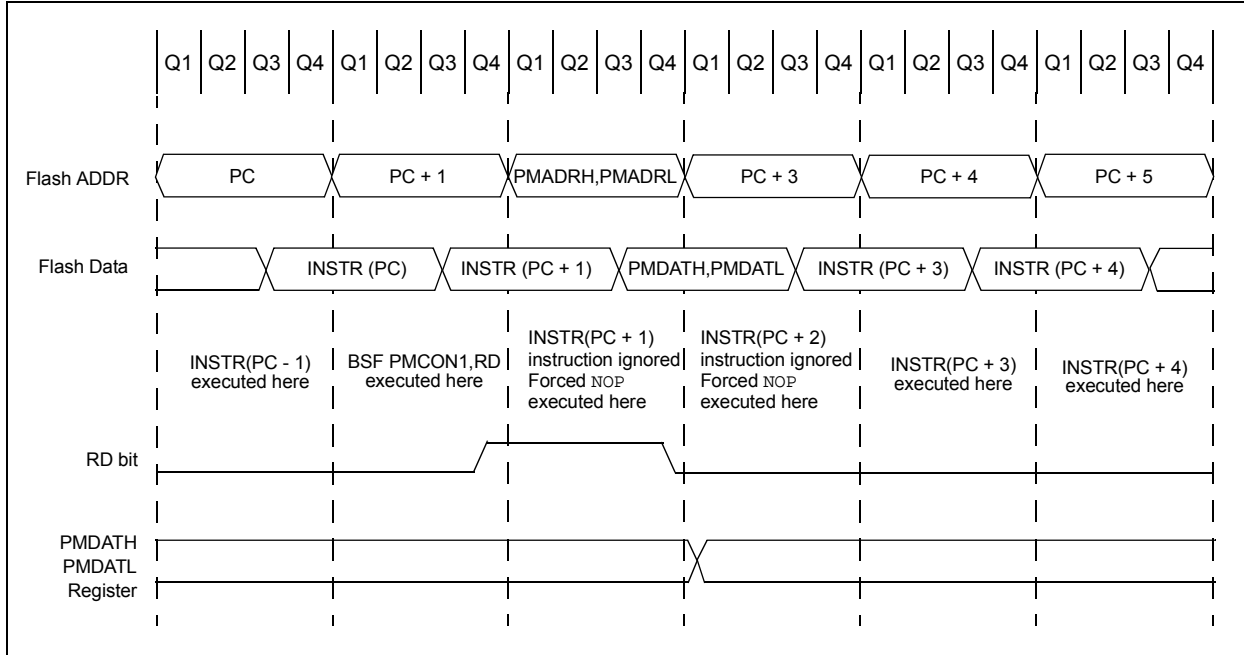 Q1 Q2 Q3 Q4 Q1 Q2 Q3 Q4 Q1 Q2 Q3 Q4 Q1 Q2 Q3 Q4 Q1 Q2 Q3 Q4 Q1 Q2 Q3 Q4
Flash ADDR PC PC + 1 PMADRH,PMADRL PC + 3 PC + 4 PC + 5
Flash Data INSTR (PC) INSTR (PC + 1) PMDATH,PMDATL INSTR (PC + 3) INSTR (PC + 4)
INSTR(PC - 1)
executed here
BSF PMCON1,RD
executed here
INSTR(PC + 1)
instruction ignored
Forced NOP
executed here
INSTR(PC + 2)
instruction ignored
Forced NOP
executed here
INSTR(PC + 3)
executed here
INSTR(PC + 4)
executed here
RD bit
PMDATH
PMDATL
Register